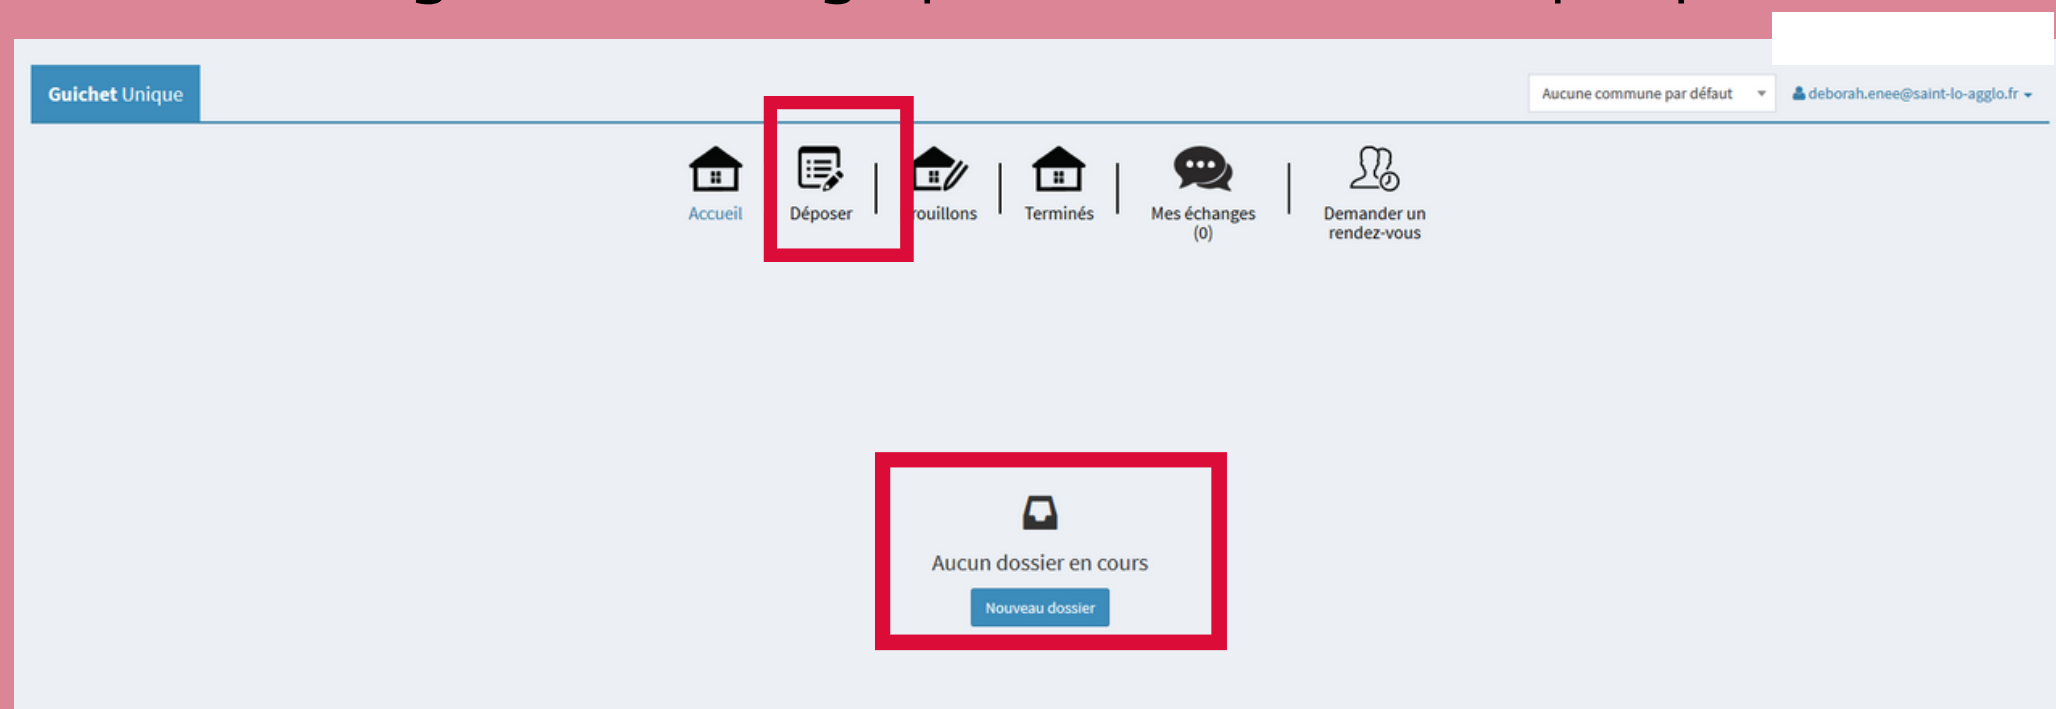 Guichet Unique
Aucune commune par défaut
deborah.enee@saint-lo-agglo.fr
Accueil
Déposer
rouillons
Terminés
Mes échanges
(0)
Demander un
rendez-vous
Aucun dossier en cours
Nouveau dossier